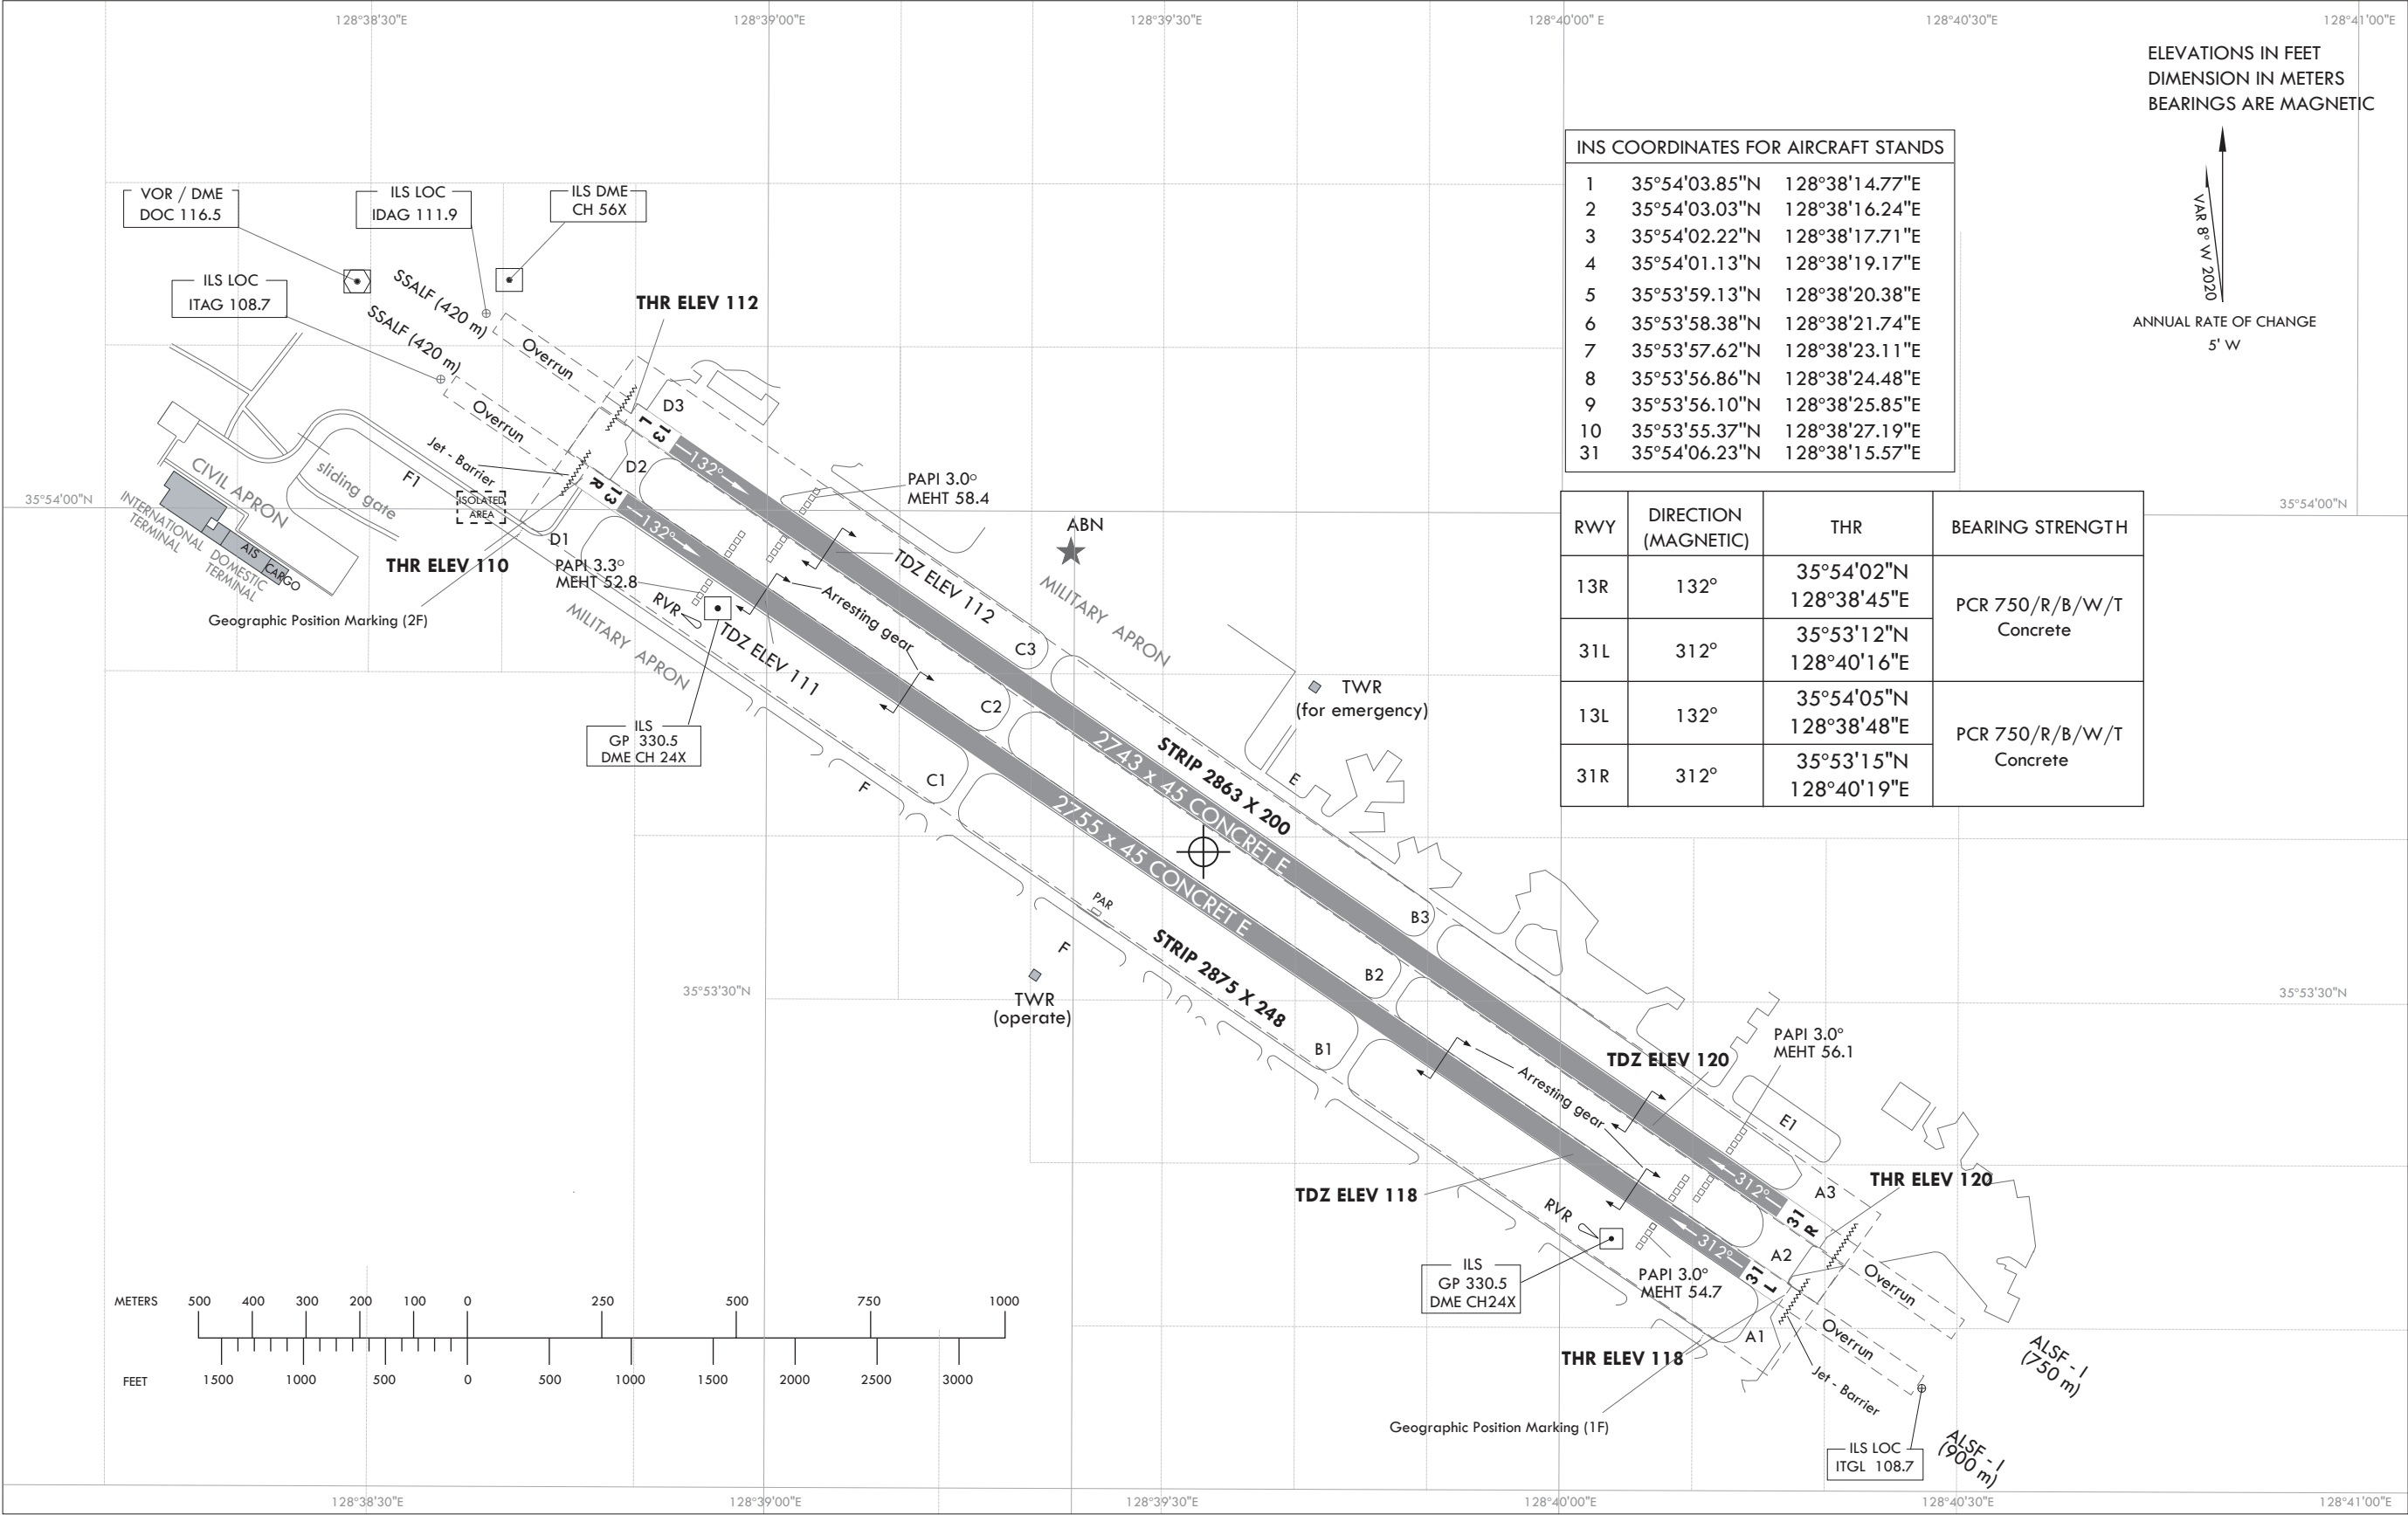 128°38'30"E
128°39'00"E
128°39'30"E
128°40'00" E
128°40'30"E
128°41'00"E
ELEVATIONS IN FEET
DIMENSION IN METERS
BEARINGS ARE MAGNETIC
VAR 8° W 2020
ANNUAL RATE OF CHANGE
5' W
INS COORDINATES FOR AIRCRAFT STANDS
1 35°54'03.85"N 128°38'14.77"E
2 35°54'03.03"N 128°38'16.24"E
3 35°54'02.22"N 128°38'17.71"E
4 35°54'01.13"N 128°38'19.17"E
5 35°53'59.13"N 128°38'20.38"E
6 35°53'58.38"N 128°38'21.74"E
7 35°53'57.62"N 128°38'23.11"E
8 35°53'56.86"N 128°38'24.48"E
9 35°53'56.10"N 128°38'25.85"E
10 35°53'55.37"N 128°38'27.19"E
31 35°54'06.23"N 128°38'15.57"E
VOR / DME
DOC 116.5
ILS LOC
IDAG 111.9
ILS DME
CH 56X
ILS LOC
ITAG 108.7
SSALF (420 m)
SSALF (420 m)
Overrun
Overrun
THR ELEV 112
D3
D2
D1
13
L
13
R
132°
132°
Jet - Barrier
F1
sliding gate
ISOLATED
AREA
CIVIL APRON
INTERNATIONAL
TERMINAL
DOMESTIC
TERMINAL
AIS
CARGO
35°54'00"N
35°54'00"N
THR ELEV 110
Geographic Position Marking (2F)
PAPI 3.0°
MEHT 58.4
PAPI 3.3°
MEHT 52.8
RVR
ABN
MILITARY APRON
MILITARY APRON
TDZ ELEV 112
TDZ ELEV 111
Arresting gear
ILS
GP 330.5
DME CH 24X
C3
C2
C1
F
RWY
DIRECTION
(MAGNETIC)
THR
BEARING STRENGTH
13R 132° 35°54'02"N
128°38'45"E
31L 312° 35°53'12"N
128°40'16"E
PCR 750/R/B/W/T
Concrete
13L 132° 35°54'05"N
128°38'48"E
31R 312° 35°53'15"N
128°40'19"E
PCR 750/R/B/W/T
Concrete
TWR
(for emergency)
E
STRIP 2863 X 200
2743 x 45 CONCRET E
2755 x 45 CONCRET E
STRIP 2875 X 248
PAR
F
TWR
(operate)
35°53'30"N
35°53'30"N
B3
B2
B1
TDZ ELEV 120
PAPI 3.0°
MEHT 56.1
Arresting gear
E1
TDZ ELEV 118
THR ELEV 120
A3
A2
A1
312°
312°
31
R
31
L
RVR
ILS
GP 330.5
DME CH24X
PAPI 3.0°
MEHT 54.7
THR ELEV 118
Geographic Position Marking (1F)
Overrun
Overrun
Jet - Barrier
ALSF - I
(750 m)
ALSF - I
(900 m)
ILS LOC
ITGL 108.7
METERS 500 400 300 200 100 0 250 500 750 1000
FEET 1500 1000 500 0 500 1000 1500 2000 2500 3000
128°38'30"E
128°39'00"E
128°39'30"E
128°40'00"E
128°40'30"E
128°41'00"E